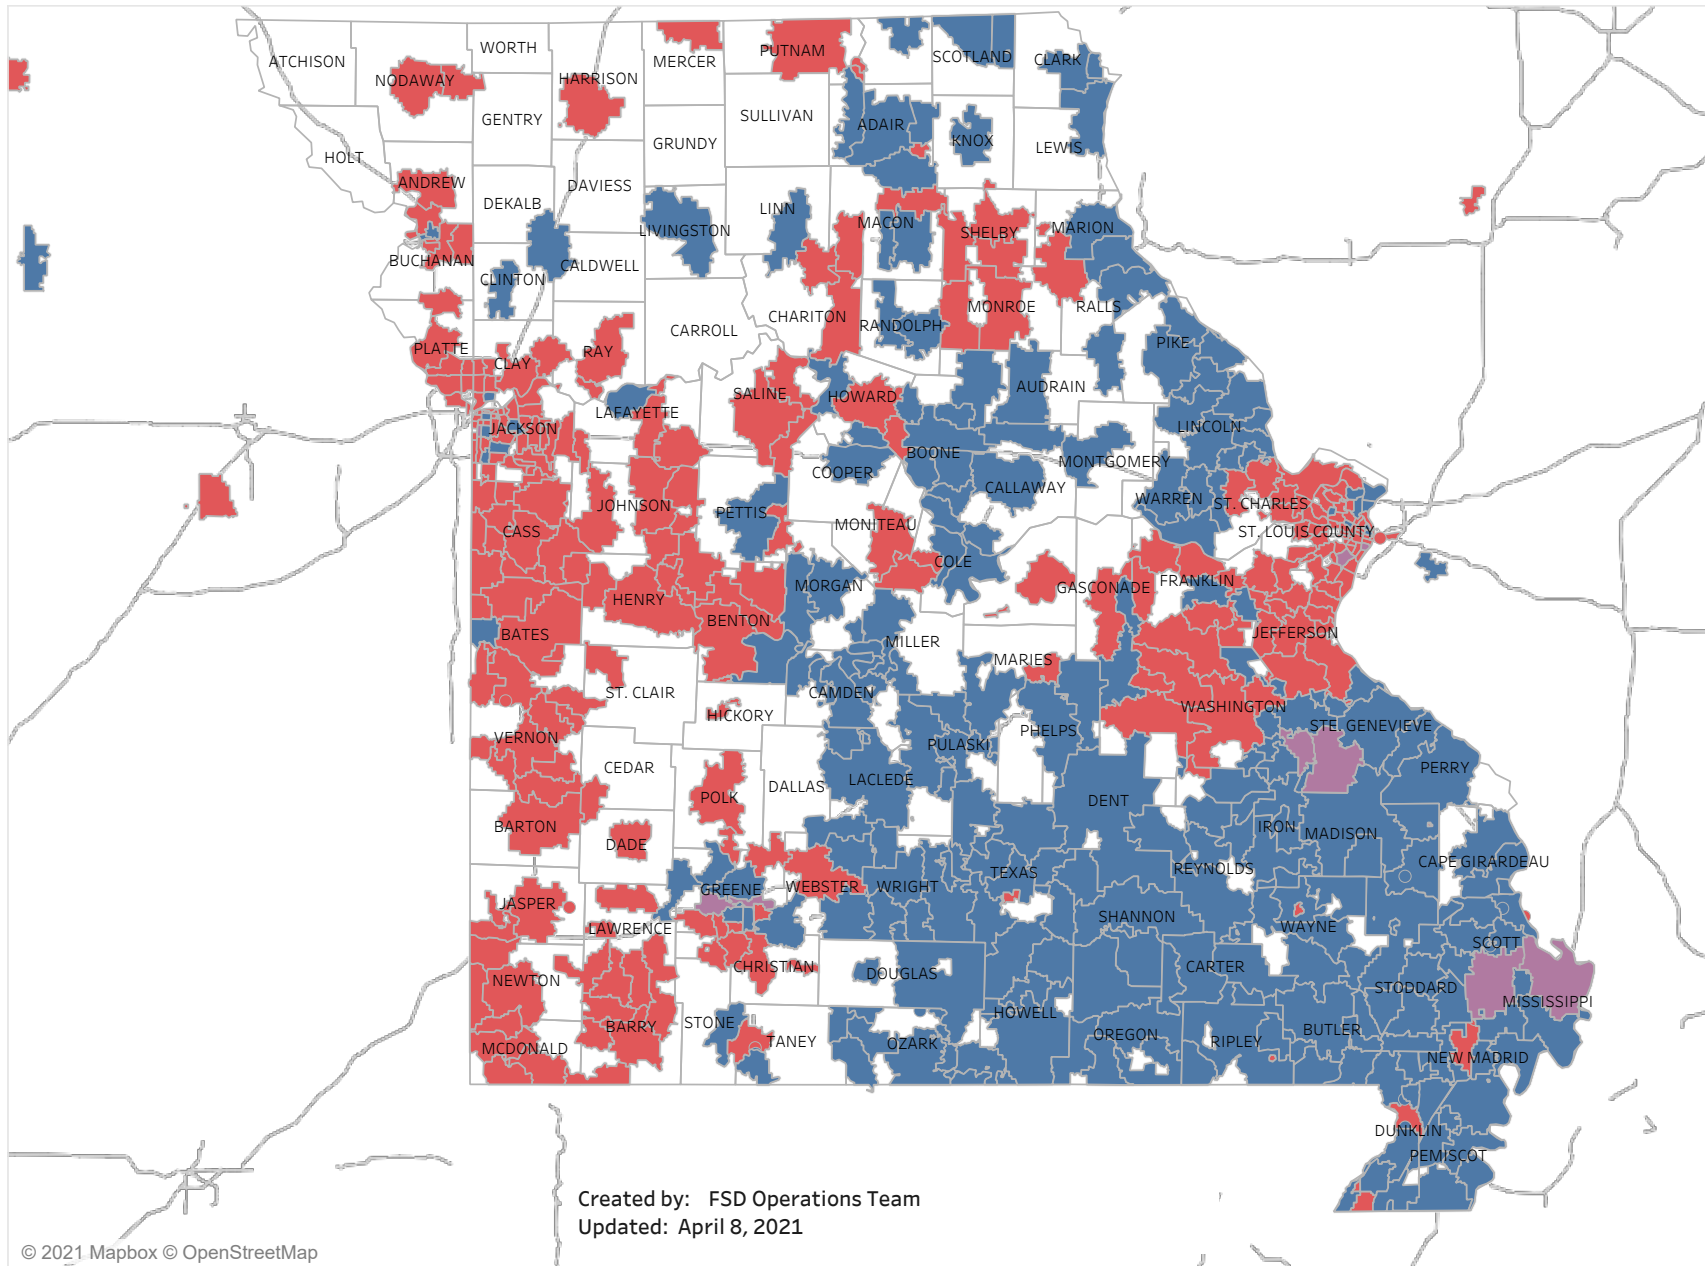 WORTH
ATCHISON
MERCER
PUTNAM
SCOTLAND
CLARK
NODAWAY
HARRISON
GENTRY
SULLIVAN
ADAIR
KNOX
GRUNDY
LEWIS
HOLT
ANDREW
DAVIESS
DEKALB
LINN
MACON
LIVINGSTON
SHELBY
MARION
BUCHANAN
CLINTON
CALDWELL
CHARITON
MONROE
RALLS
RANDOLPH
CARROLL
PLATTE
CLAY
RAY
PIKE
SALINE
HOWARD
AUDRAIN
LAFAYETTE
JACKSON
LINCOLN
BOONE
COOPER
MONTGOMERY
CALLAWAY
WARREN
ST. CHARLES
JOHNSON
PETTIS
MONITEAU
CASS
ST. LOUIS COUNTY
COLE
MORGAN
GASCONADE
FRANKLIN
HENRY
BENTON
BATES
MILLER
JEFFERSON
MARIES
ST. CLAIR
CAMDEN
HICKORY
WASHINGTON
VERNON
PULASKI
PHELPS
STE. GENEVIEVE
CEDAR
DALLAS
LACLEDE
PERRY
POLK
DENT
BARTON
IRON
MADISON
DADE
CAPE GIRARDEAU
REYNOLDS
TEXAS
GREENE
WEBSTER
WRIGHT
JASPER
SHANNON
LAWRENCE
WAYNE
SCOTT
CHRISTIAN
DOUGLAS
CARTER
NEWTON
STODDARD
MISSISSIPPI
HOWELL
STONE
BARRY
TANEY
OZARK
OREGON
RIPLEY
BUTLER
MCDONALD
NEW MADRID
DUNKLIN
PEMISCOT
Created by: FSD Operations Team
Updated: April 8, 2021
© 2021 Mapbox © OpenStreetMap